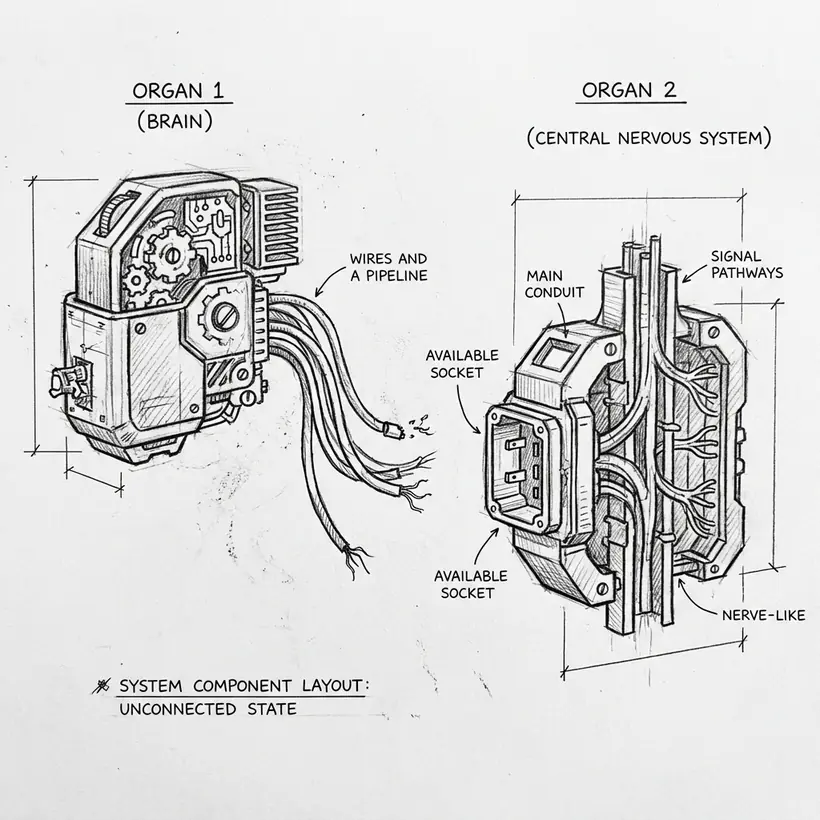 ORGAN 1
(BRAIN)
ORGAN 2
(CENTRAL NERVOUS SYSTEM)
WIRES AND
A PIPELINE
MAIN
CONDUIT
SIGNAL
PATHWAYS
AVAILABLE
SOCKET
AVAILABLE
SOCKET
NERVE-LIKE
* SYSTEM COMPONENT LAYOUT:
UNCONNECTED STATE